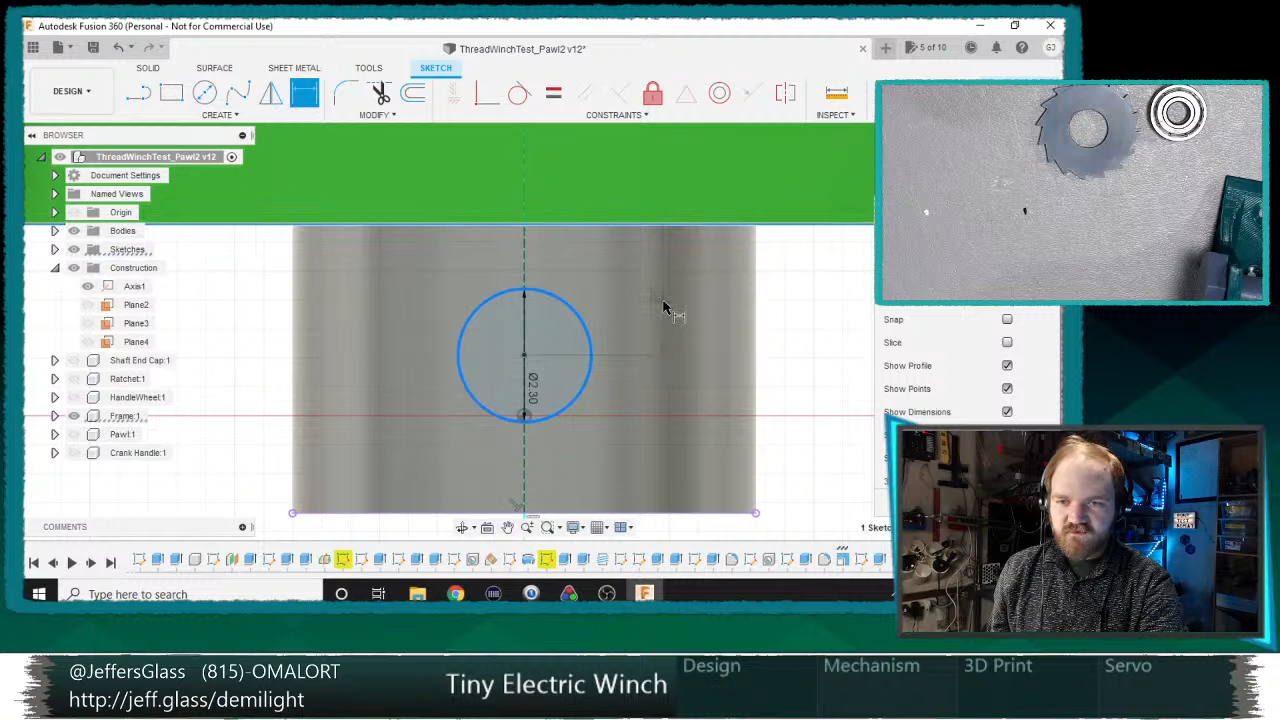 Autodesk Fusion 360 (Personal - Not for Commercial Use)
ThreadWinchTest_Pawl2 v12*
5 of 10
GJ
SOLID SURFACE SHEET METAL TOOLS SKETCH
DESIGN
CREATE MODIFY CONSTRAINTS INSPECT
BROWSER
ThreadWinchTest_Pawl2 v12
Document Settings
Named Views
Origin
Bodies
Sketches
Construction
Axis1
Plane2
Plane3
Plane4
Shaft End Cap:1
Ratchet:1
HandleWheel:1
Frame:1
Pawl:1
Crank Handle:1
Ø2.30
Snap
Slice
Show Profile
Show Points
Show Dimensions
COMMENTS
Type here to search
@JeffersGlass (815)-OMALORT
http://jeff.glass/demilight
Tiny Electric Winch
Design Mechanism 3D Print Servo